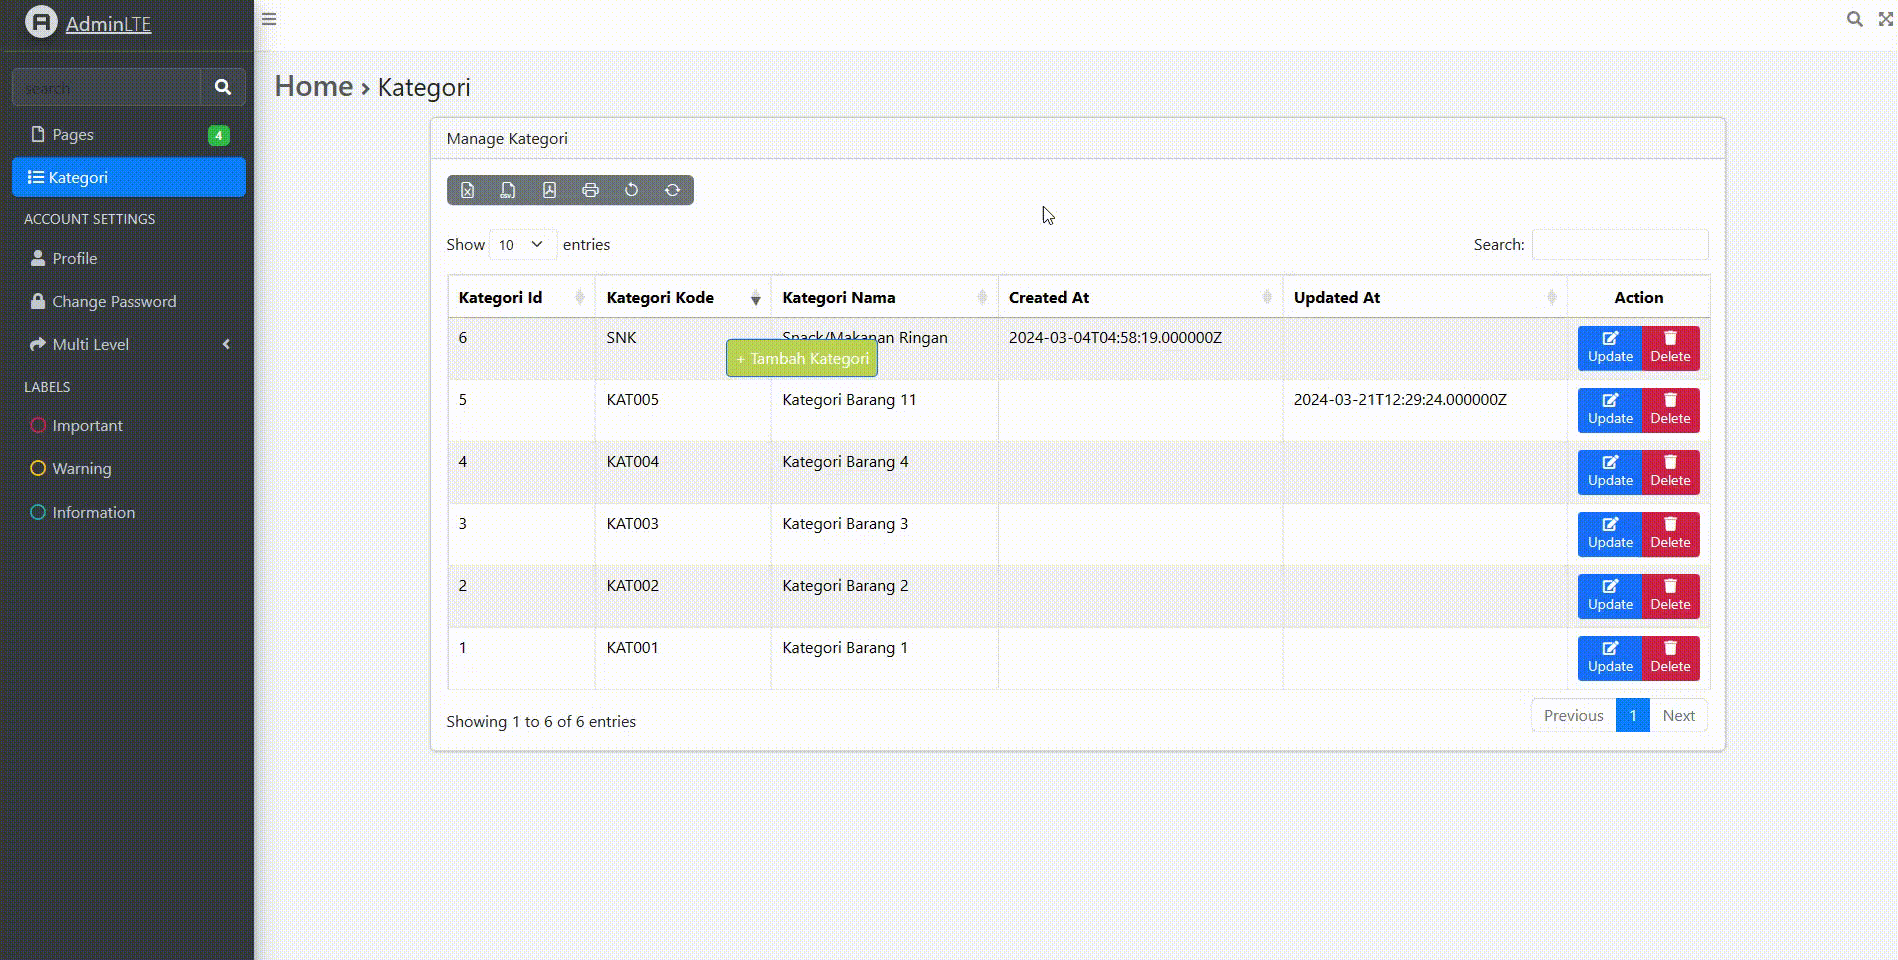 AdminLTE
search
Pages 4
Kategori
ACCOUNT SETTINGS
Profile
Change Password
Multi Level
LABELS
Important
Warning
Information
Home › Kategori
Manage Kategori
Show 10 entries
Search:
Kategori Id Kategori Kode Kategori Nama Created At Updated At Action
6 SNK Snack/Makanan Ringan 2024-03-04T04:58:19.000000Z Update Delete
+ Tambah Kategori
5 KAT005 Kategori Barang 11 2024-03-21T12:29:24.000000Z Update Delete
4 KAT004 Kategori Barang 4 Update Delete
3 KAT003 Kategori Barang 3 Update Delete
2 KAT002 Kategori Barang 2 Update Delete
1 KAT001 Kategori Barang 1 Update Delete
Showing 1 to 6 of 6 entries
Previous 1 Next